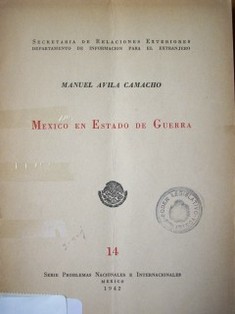 SECRETARIA DE RELACIONES EXTERIORES
DEPARTAMENTO DE INFORMACION PARA EL EXTRANJERO
MANUEL AVILA CAMACHO
MEXICO EN ESTADO DE GUERRA
14
SERIE PROBLEMAS NACIONALES E INTERNACIONALES
MEXICO
1942